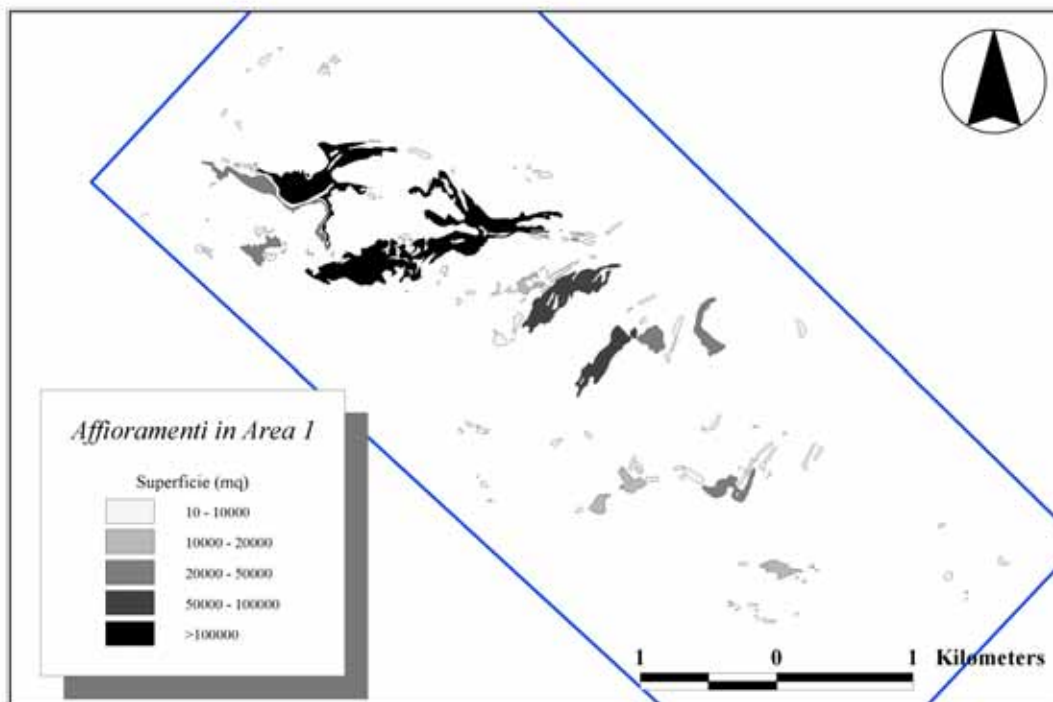 Affioramenti in Area 1
Superficie (mq)
10 - 10000
10000 - 20000
20000 - 50000
50000 - 100000
>100000
1 0 1 Kilometers